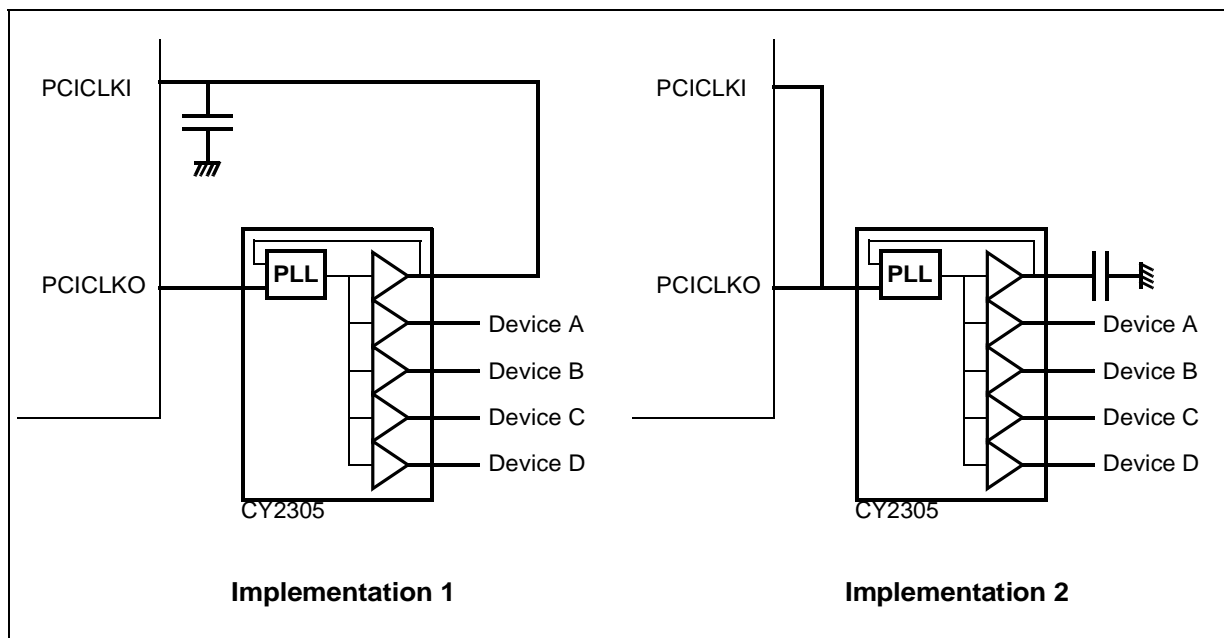 PCICLKI
PCICLKO
PLL
Device A
Device B
Device C
Device D
CY2305
Implementation 1
PCICLKI
PCICLKO
PLL
Device A
Device B
Device C
Device D
CY2305
Implementation 2